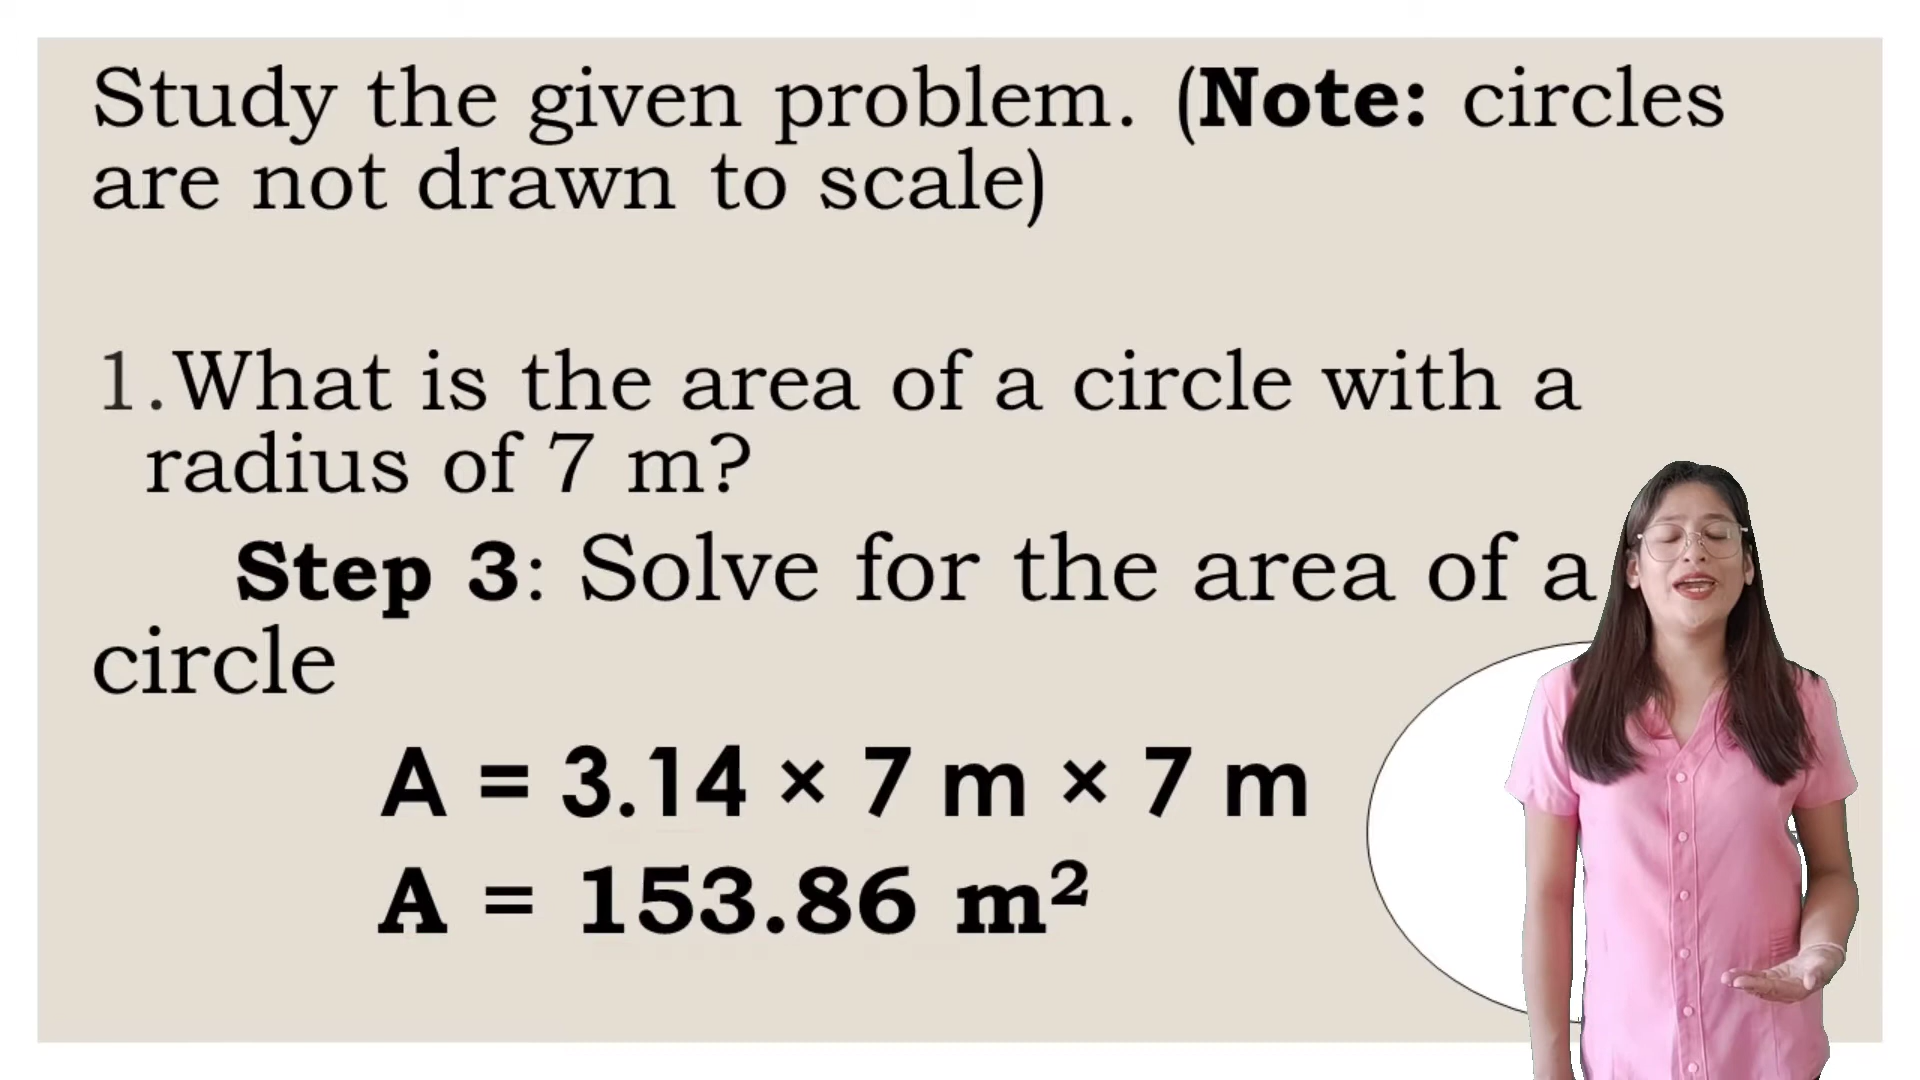 Study the given problem. (Note: circles
are not drawn to scale)
1.What is the area of a circle with a
radius of 7 m?
Step 3: Solve for the area of a
circle
A = 3.14 × 7 m × 7 m
A = 153.86 m²